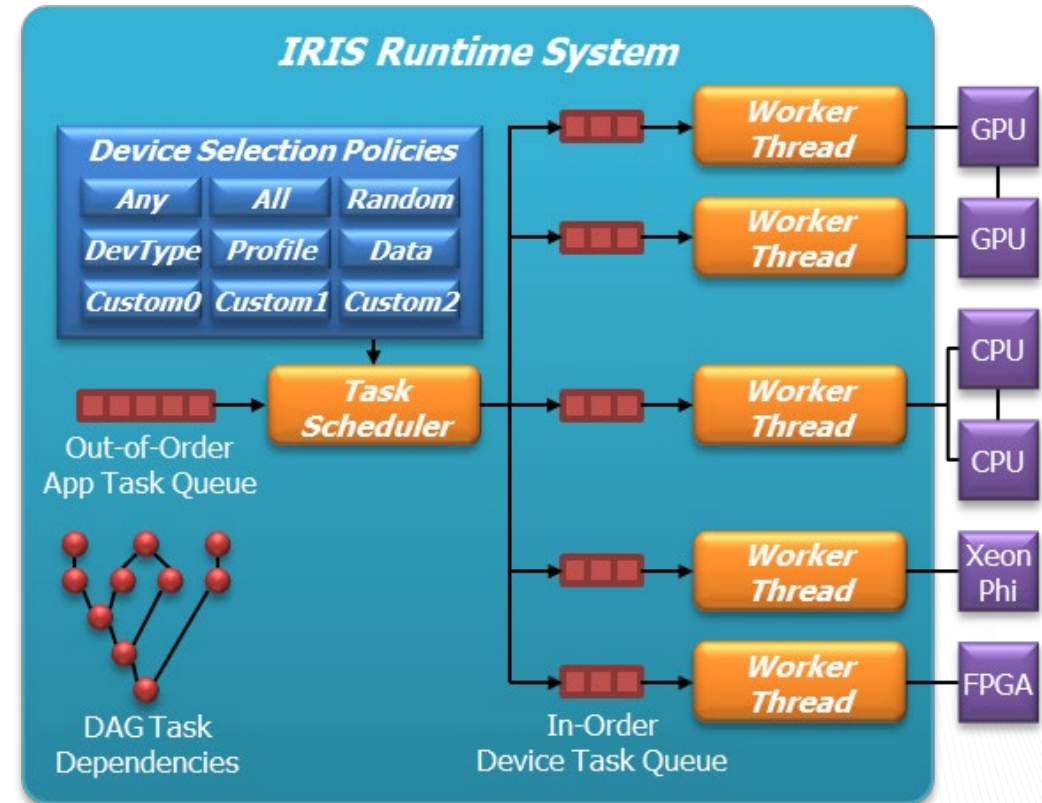 IRIS Runtime System
Device Selection Policies
Any
All
Random
DevType
Profile
Data
Custom0
Custom1
Custom2
Task
Scheduler
Out-of-Order
App Task Queue
DAG Task
Dependencies
In-Order
Device Task Queue
Worker
Thread
GPU
Worker
Thread
GPU
Worker
Thread
CPU
CPU
Worker
Thread
Xeon
Phi
Worker
Thread
FPGA